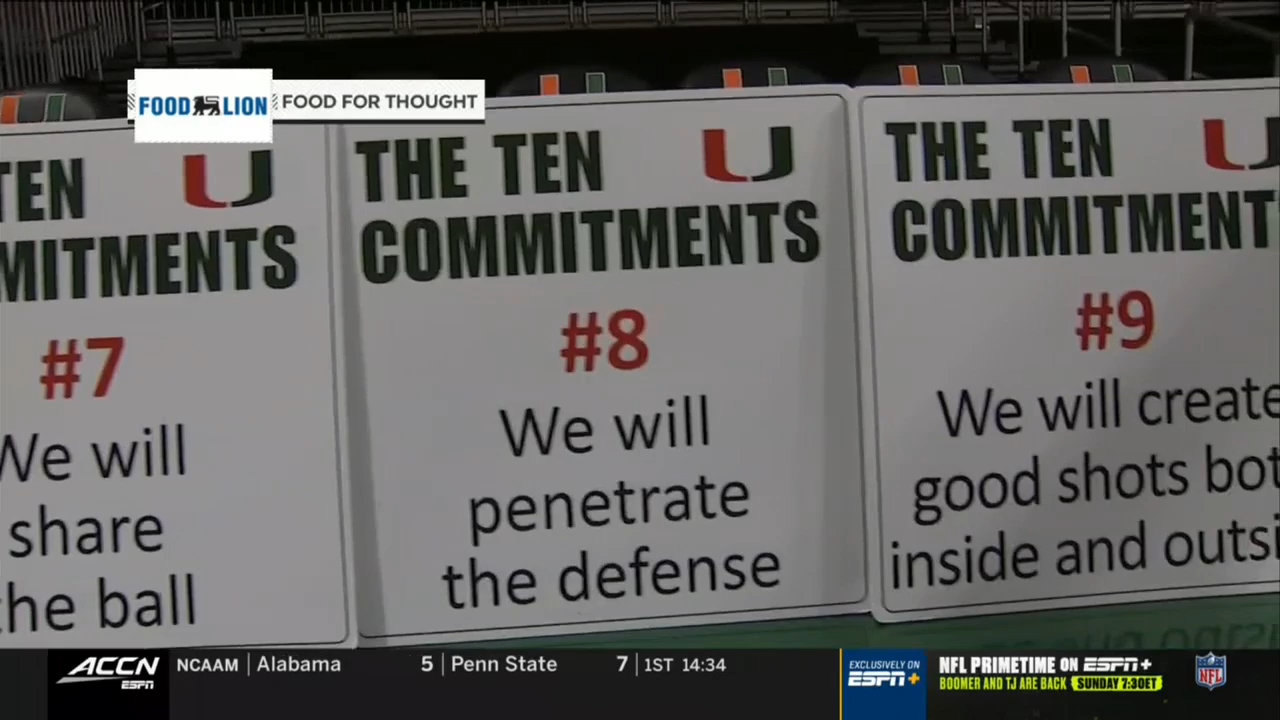 FOOD LION FOOD FOR THOUGHT
TEN U
MITMENTS
#7
We will
share
the ball
THE TEN U
COMMITMENTS
#8
We will
penetrate
the defense
THE TEN U
COMMITMENT
#9
We will create
good shots bot
inside and outsi
ACCN
ESPN
NCAAM Alabama 5 Penn State 7 1ST 14:34
EXCLUSIVELY ON
ESPN+
NFL PRIMETIME ON ESPN+
BOOMER AND TJ ARE BACK SUNDAY 7:30ET
NFL